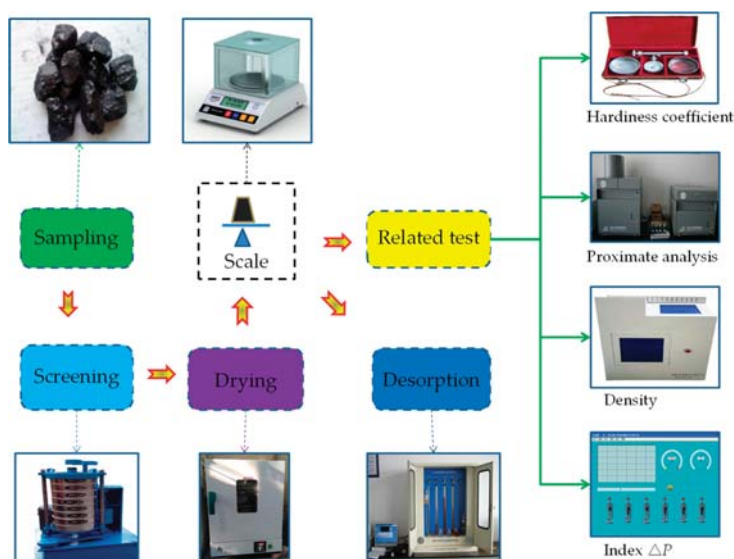 Hardiness coefficient
Sampling
Scale
Related test
Proximate analysis
Screening
Drying
Desorption
Density
Index △P